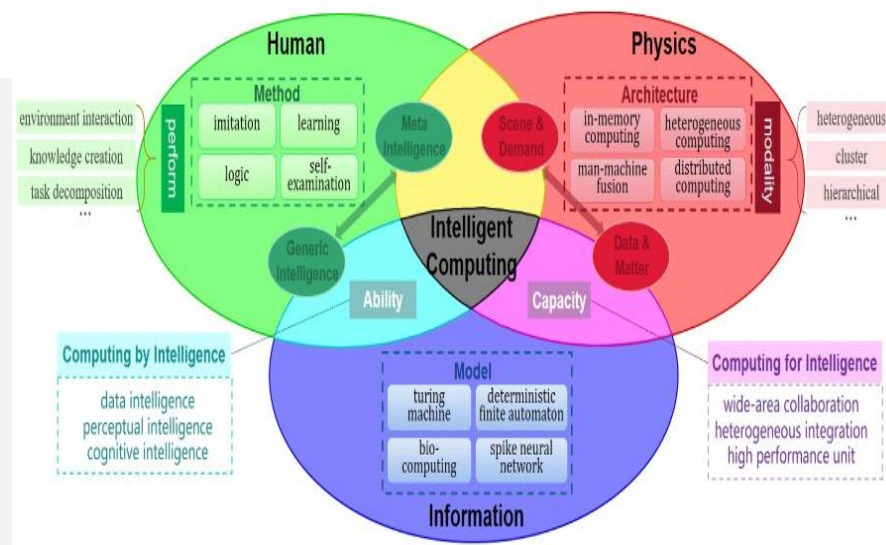 Human
Physics
Method
imitation
learning
logic
self-
examination
perform
environment interaction
knowledge creation
task decomposition
...
Meta
Intelligence
Generic
Intelligence
Scene &
Demand
Data &
Matter
Architecture
in-memory
computing
heterogeneous
computing
man-machine
fusion
distributed
computing
modality
heterogeneous
cluster
hierarchical
...
Intelligent
Computing
Ability
Capacity
Computing by Intelligence
data intelligence
perceptual intelligence
cognitive intelligence
Computing for Intelligence
wide-area collaboration
heterogeneous integration
high performance unit
Model
turing
machine
deterministic
finite automaton
bio-
computing
spike neural
network
Information